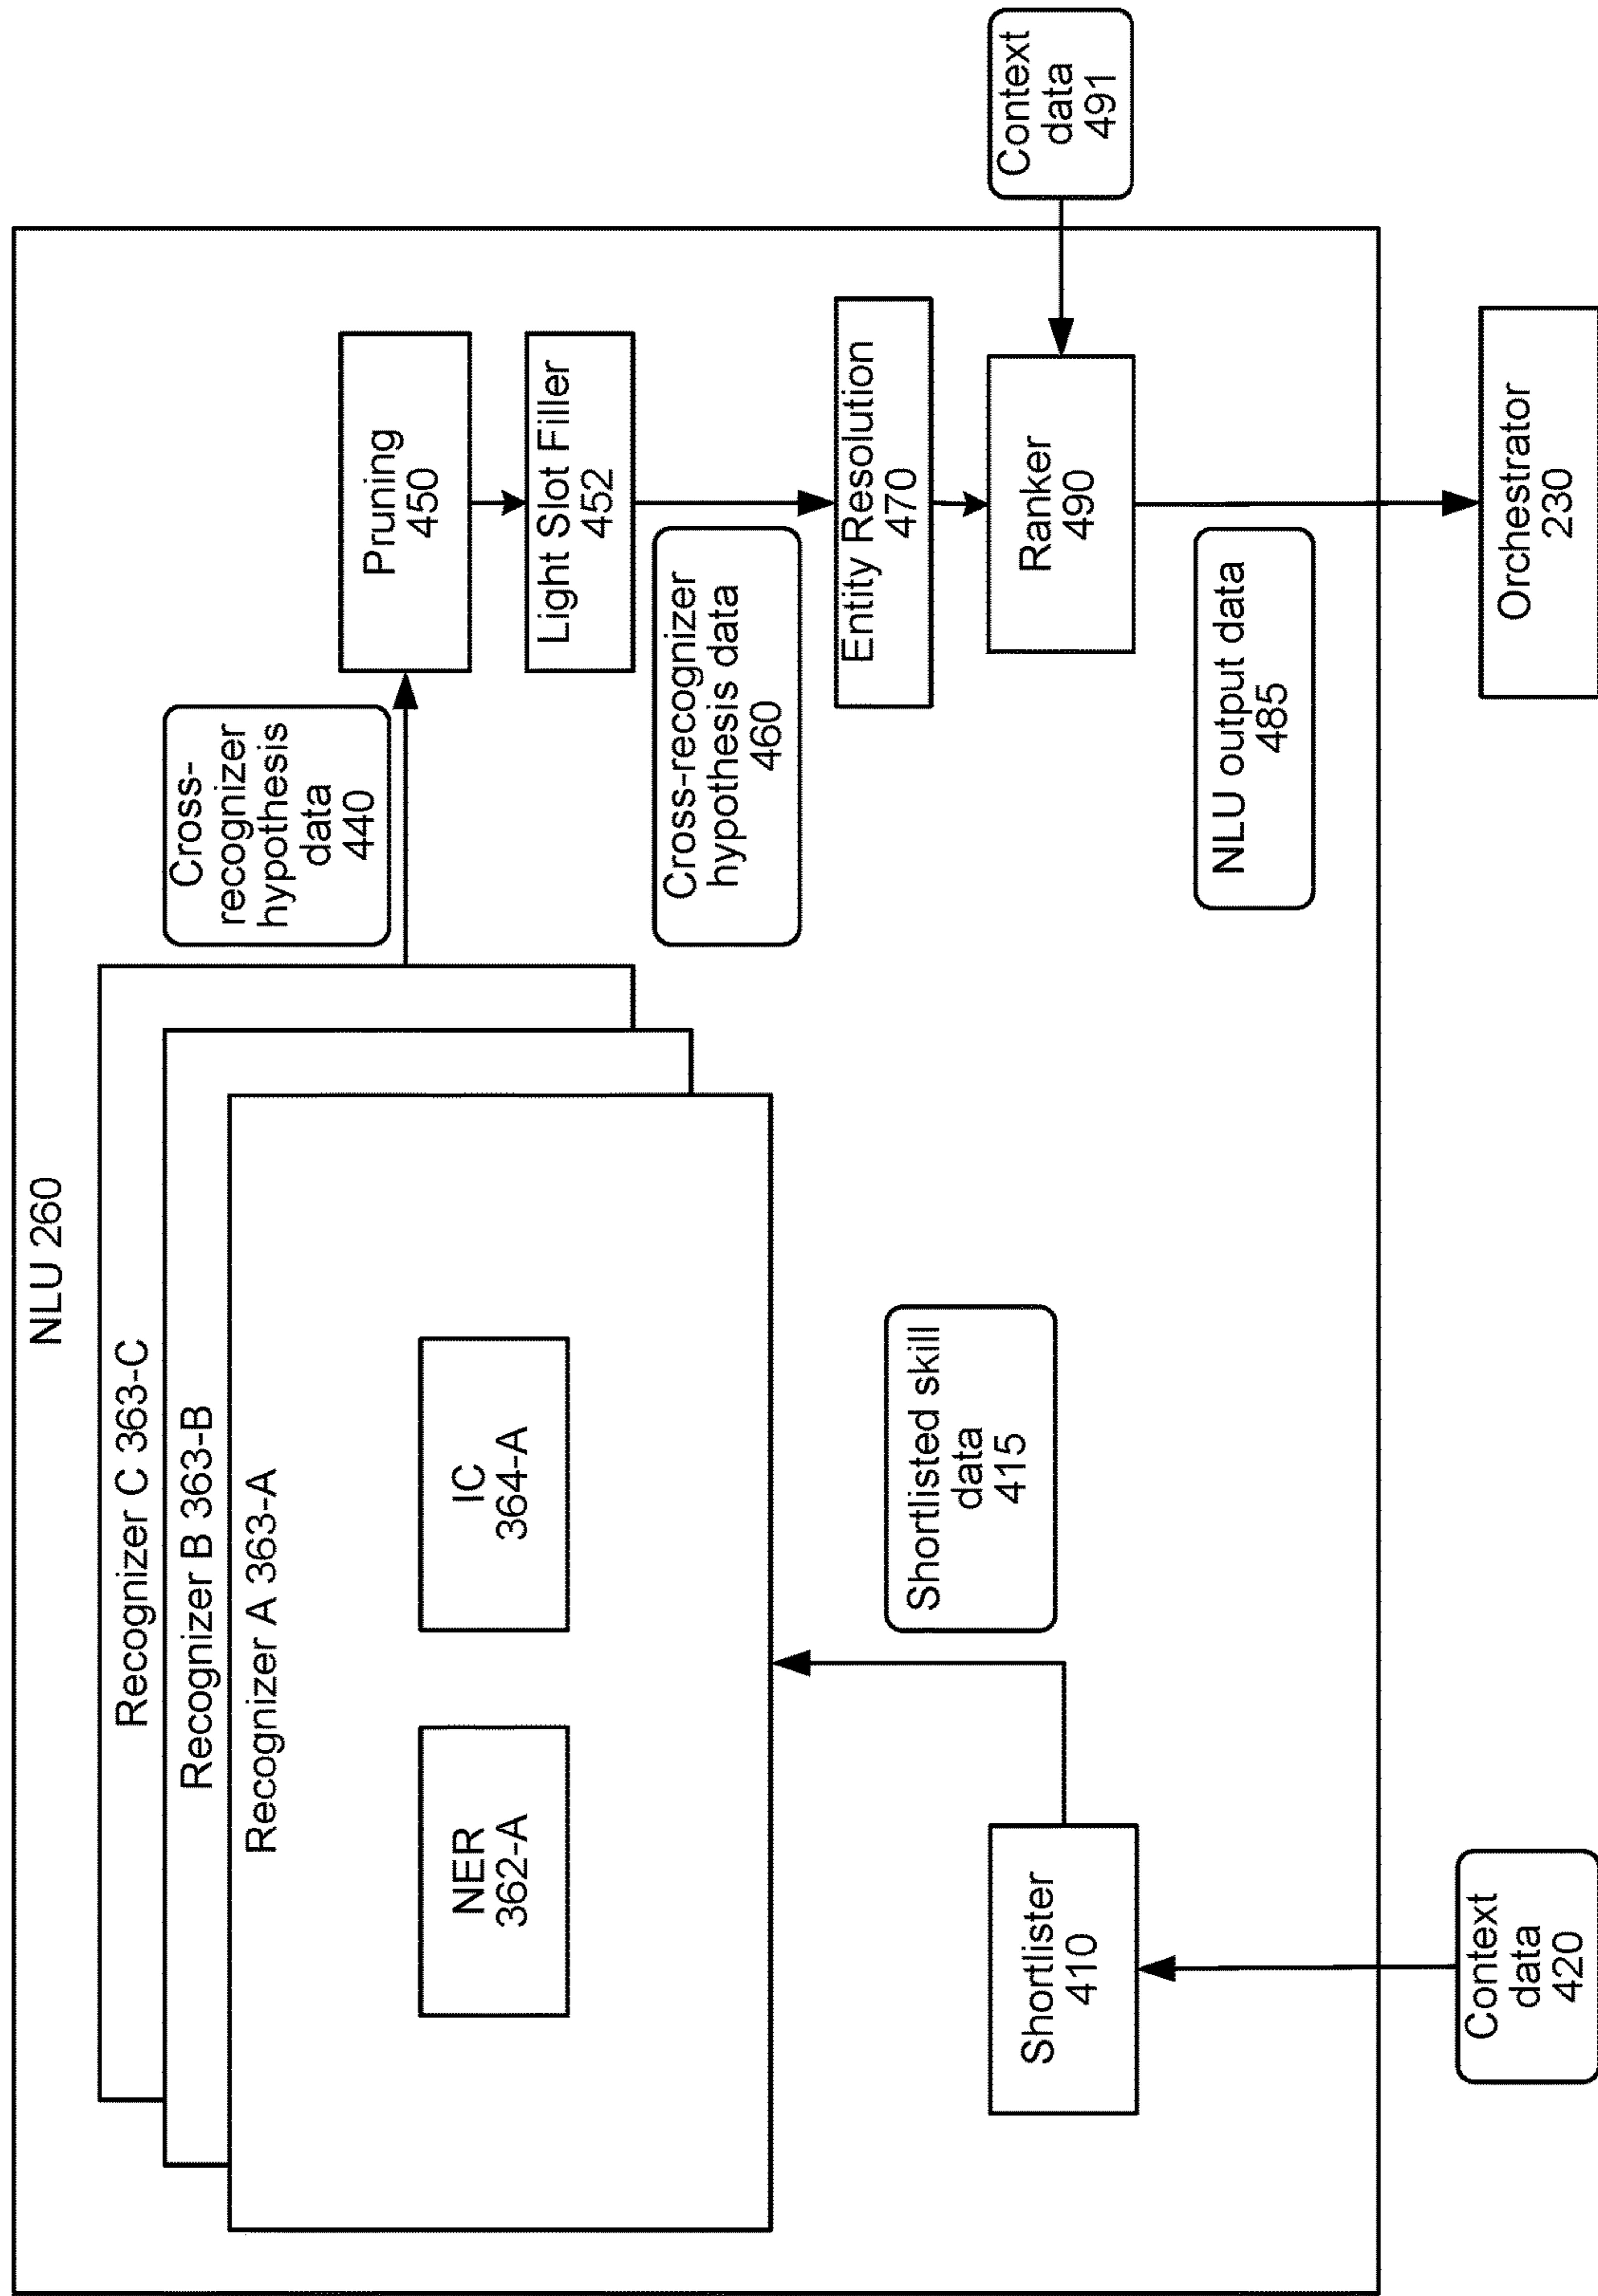 NLU 260
Recognizer C 363-C
Recognizer B 363-B
Recognizer A 363-A
NER
362-A
IC
364-A
Cross-
recognizer
hypothesis
data
440
Pruning
450
Light Slot Filler
452
Cross-recognizer
hypothesis data
460
Entity Resolution
470
Shortlisted skill
data
415
Shortlister
410
Ranker
490
Context
data
491
NLU output data
485
Context
data
420
Orchestrator
230